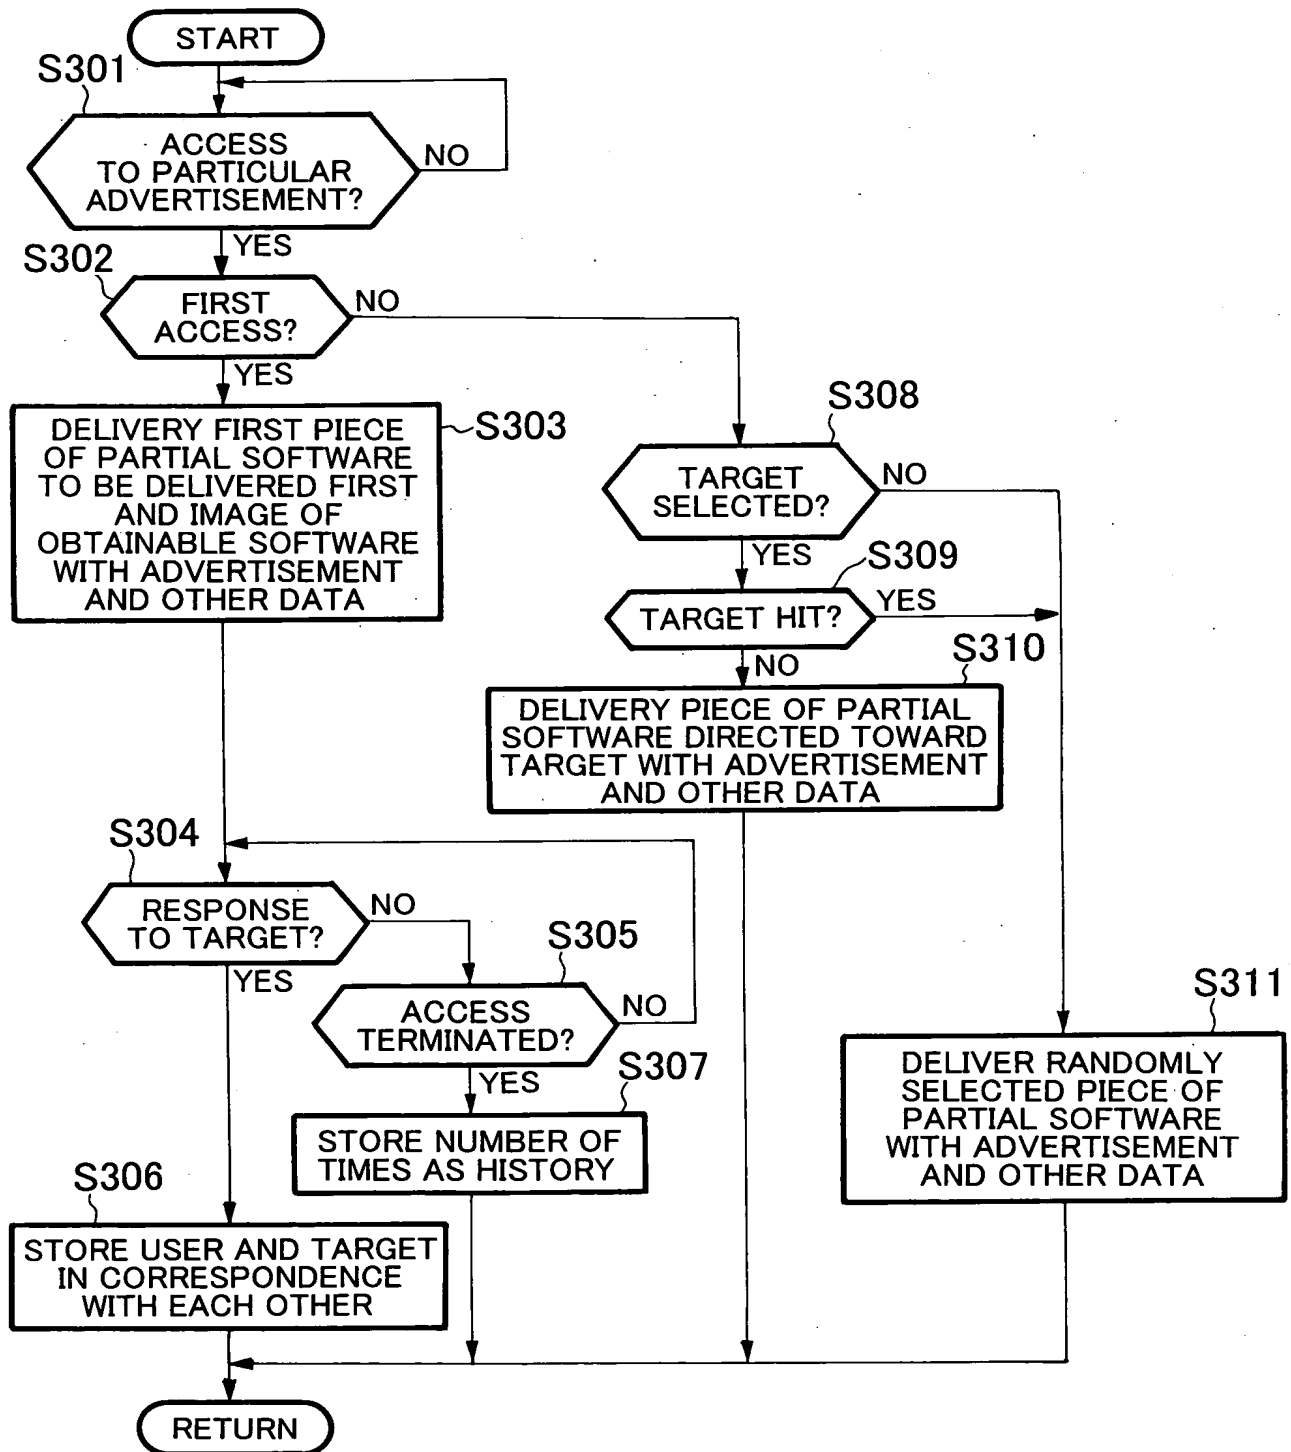 START
S301
ACCESS
TO PARTICULAR
ADVERTISEMENT?
NO
YES
S302
FIRST
ACCESS?
NO
YES
S303
DELIVERY FIRST PIECE
OF PARTIAL SOFTWARE
TO BE DELIVERED FIRST
AND IMAGE OF
OBTAINABLE SOFTWARE
WITH ADVERTISEMENT
AND OTHER DATA
S308
TARGET
SELECTED?
NO
YES
S309
TARGET HIT?
YES
NO
S310
DELIVERY PIECE OF PARTIAL
SOFTWARE DIRECTED TOWARD
TARGET WITH ADVERTISEMENT
AND OTHER DATA
S304
RESPONSE
TO TARGET?
NO
YES
S305
ACCESS
TERMINATED?
NO
YES
S307
STORE NUMBER OF
TIMES AS HISTORY
S311
DELIVER RANDOMLY
SELECTED PIECE OF
PARTIAL SOFTWARE
WITH ADVERTISEMENT
AND OTHER DATA
S306
STORE USER AND TARGET
IN CORRESPONDENCE
WITH EACH OTHER
RETURN